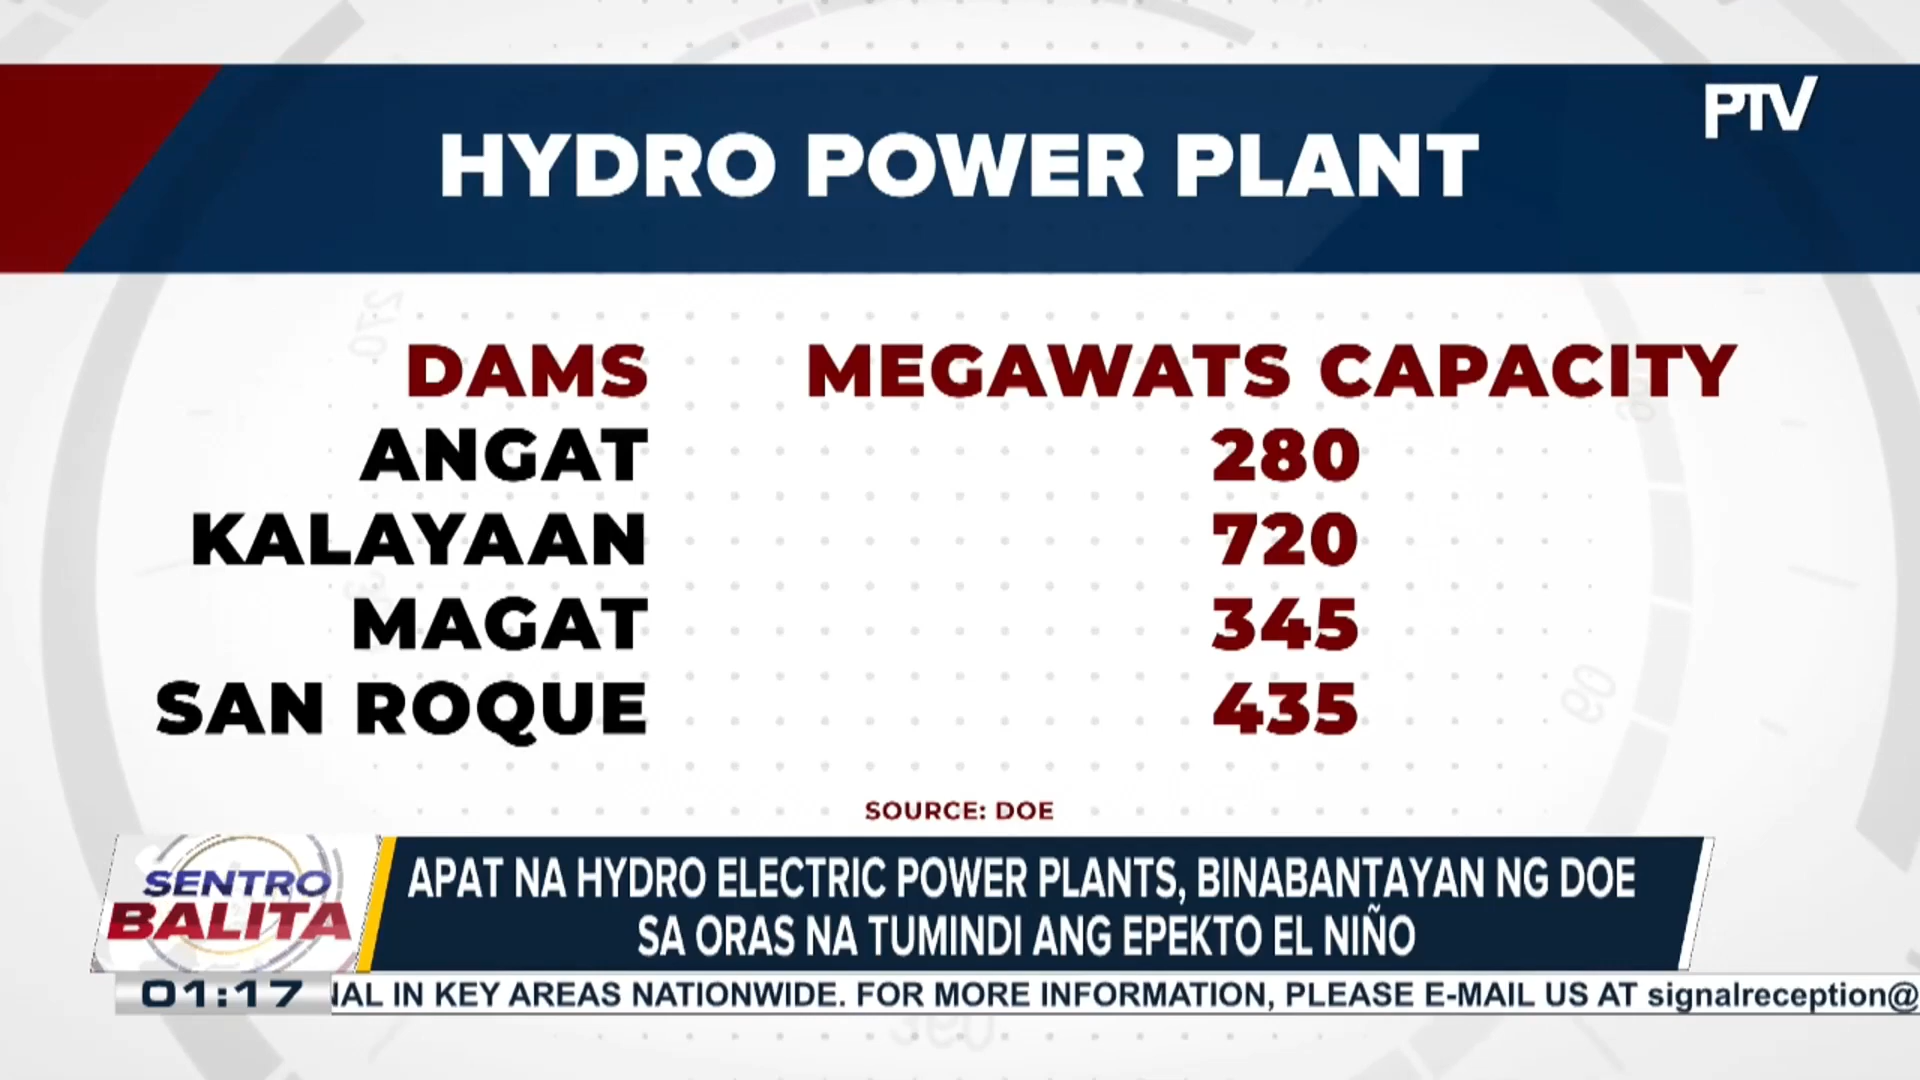 PTV
HYDRO POWER PLANT
DAMS MEGAWATS CAPACITY
ANGAT 280
KALAYAAN 720
MAGAT 345
SAN ROQUE 435
SOURCE: DOE
SENTRO
BALITA
APAT NA HYDRO ELECTRIC POWER PLANTS, BINABANTAYAN NG DOE
SA ORAS NA TUMINDI ANG EPEKTO EL NIÑO
01:17
IN KEY AREAS NATIONWIDE. FOR MORE INFORMATION, PLEASE E-MAIL US AT signalreception@